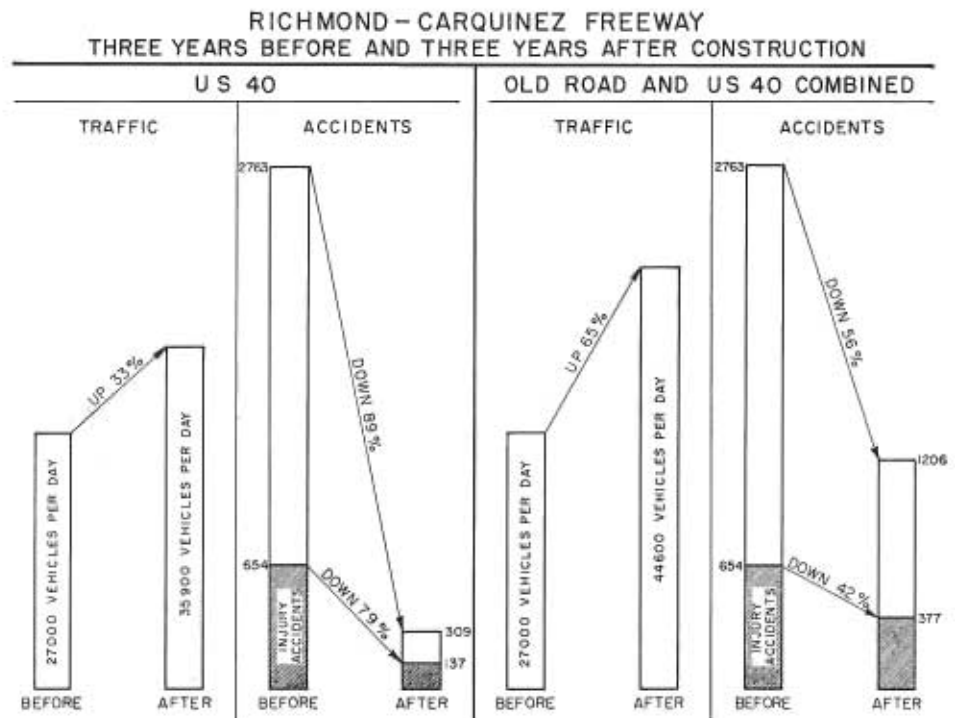 RICHMOND - CARQUINEZ FREEWAY
THREE YEARS BEFORE AND THREE YEARS AFTER CONSTRUCTION
US 40
TRAFFIC
ACCIDENTS
UP 33%
27000 VEHICLES PER DAY
35900 VEHICLES PER DAY
BEFORE
AFTER
2763
DOWN 89%
654
DOWN 79%
INJURY
ACCIDENTS
309
137
BEFORE
AFTER
OLD ROAD AND US 40 COMBINED
TRAFFIC
ACCIDENTS
UP 65%
27000 VEHICLES PER DAY
44600 VEHICLES PER DAY
BEFORE
AFTER
2763
DOWN 56%
1206
654
DOWN 42%
INJURY
ACCIDENTS
377
BEFORE
AFTER